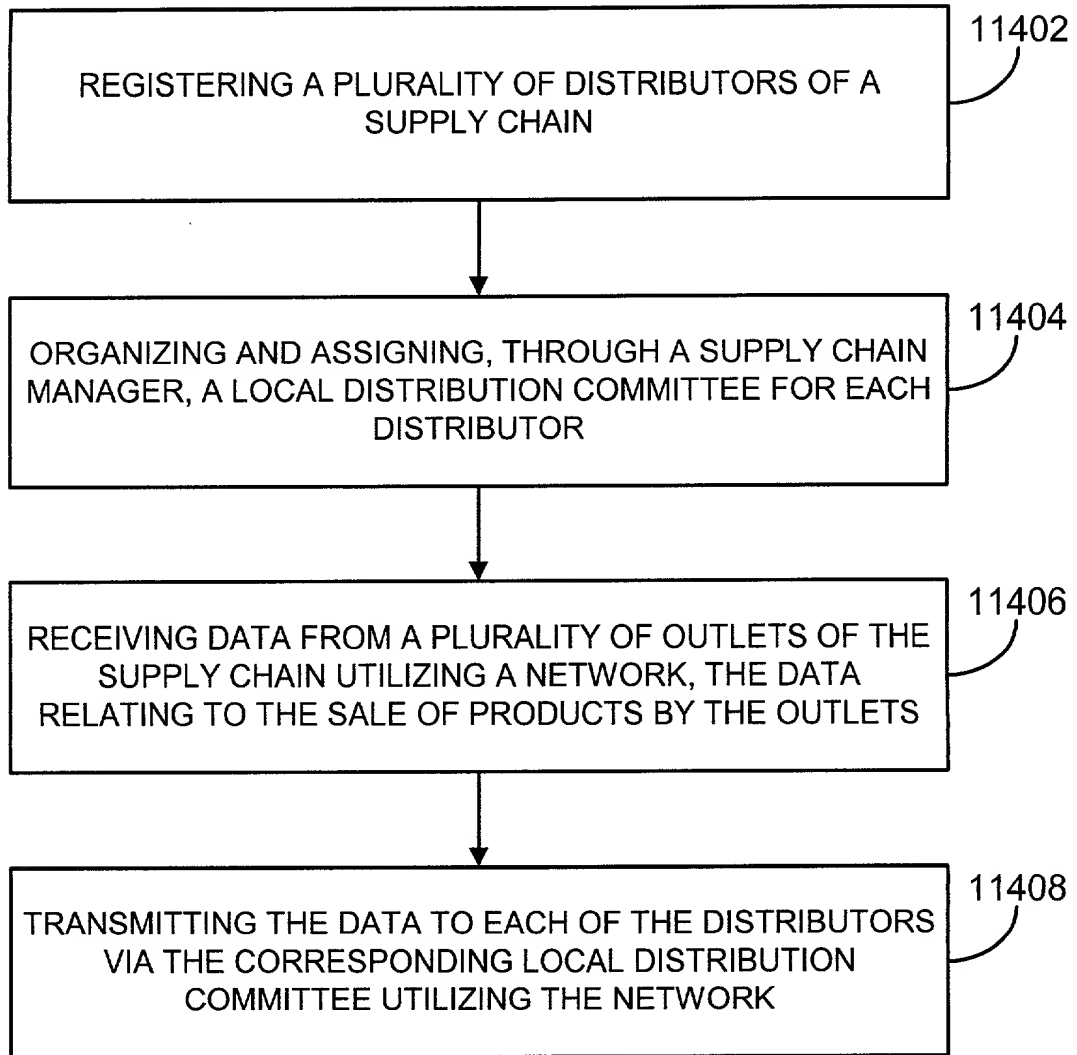 11402
REGISTERING A PLURALITY OF DISTRIBUTORS OF A
SUPPLY CHAIN
11404
ORGANIZING AND ASSIGNING, THROUGH A SUPPLY CHAIN
MANAGER, A LOCAL DISTRIBUTION COMMITTEE FOR EACH
DISTRIBUTOR
11406
RECEIVING DATA FROM A PLURALITY OF OUTLETS OF THE
SUPPLY CHAIN UTILIZING A NETWORK, THE DATA
RELATING TO THE SALE OF PRODUCTS BY THE OUTLETS
11408
TRANSMITTING THE DATA TO EACH OF THE DISTRIBUTORS
VIA THE CORRESPONDING LOCAL DISTRIBUTION
COMMITTEE UTILIZING THE NETWORK